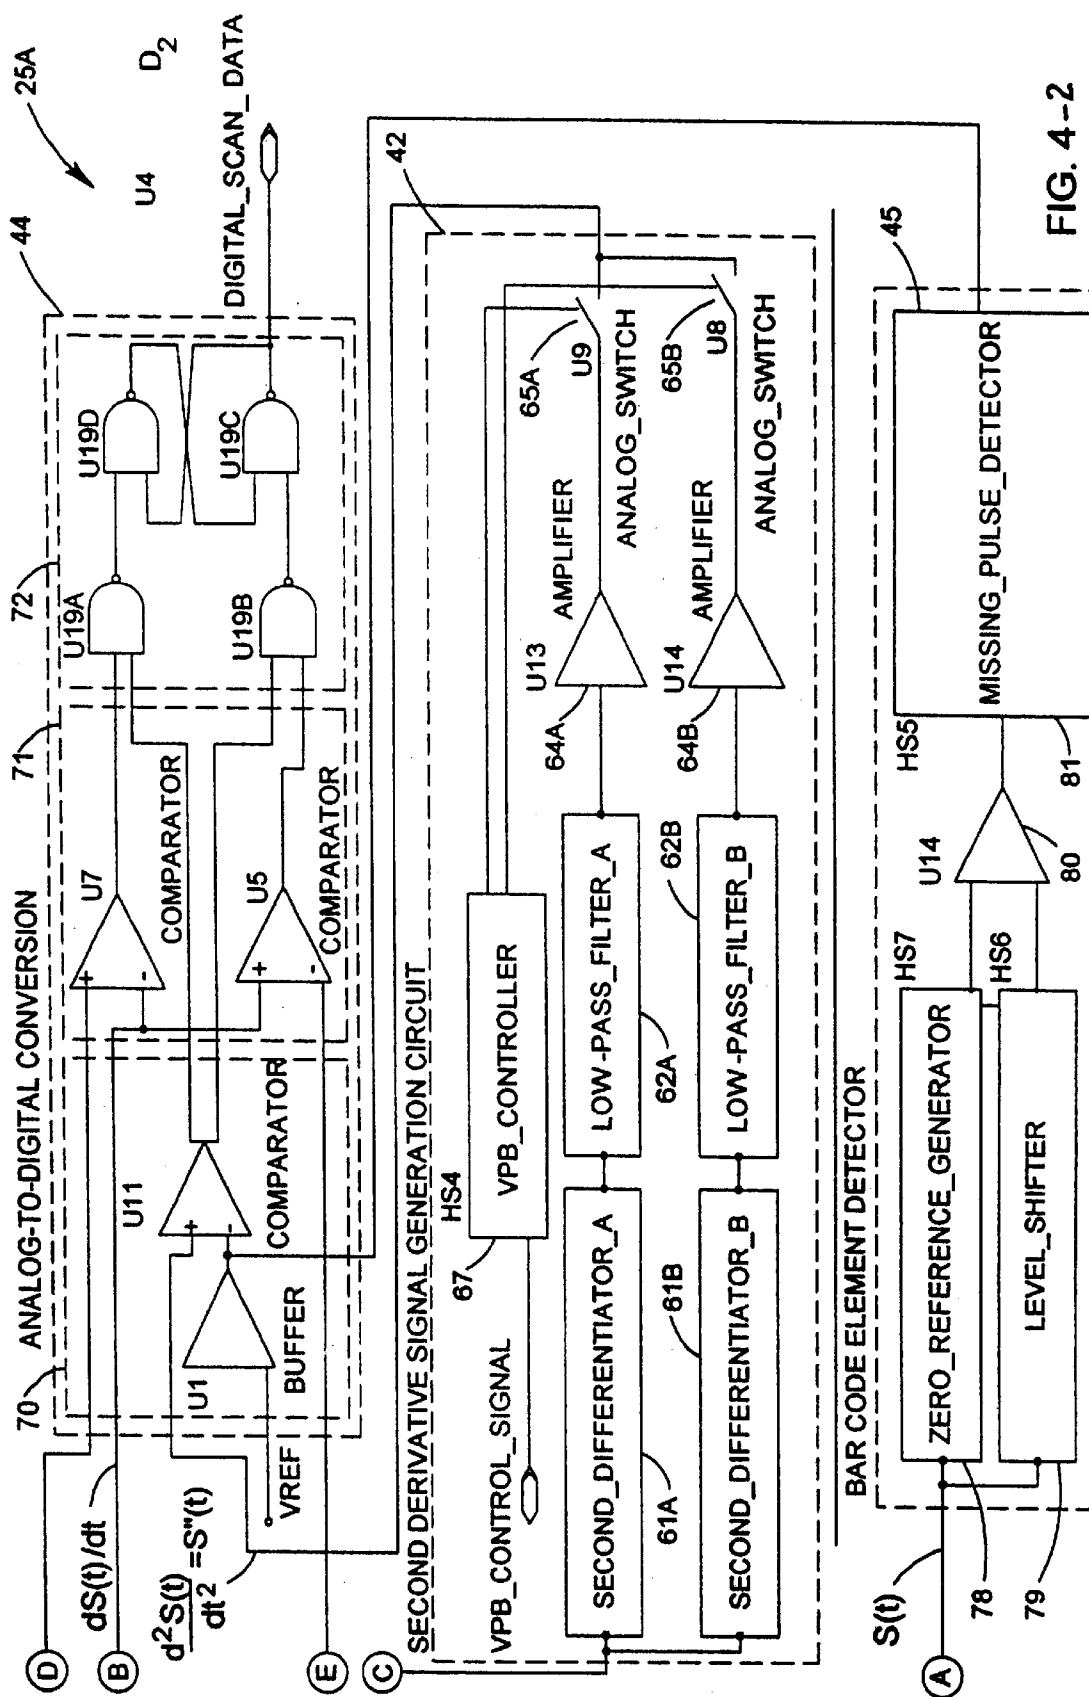 25A
U4
D2
44
ANALOG-TO-DIGITAL CONVERSION
70
71
72
D
B
dS(t)/dt
d²S(t)/dt² =S"(t)
E
C
VREF
U1
BUFFER
U11
+
-
COMPARATOR
U7
+
-
COMPARATOR
U5
+
-
COMPARATOR
U19A
U19B
U19D
U19C
DIGITAL_SCAN_DATA
SECOND DERIVATIVE SIGNAL GENERATION CIRCUIT
42
VPB_CONTROL_SIGNAL
67
HS4
VPB_CONTROLLER
SECOND_DIFFERENTIATOR_A
61A
LOW-PASS_FILTER_A
62A
U13
64A
AMPLIFIER
65A
U9
ANALOG_SWITCH
SECOND_DIFFERENTIATOR_B
61B
LOW-PASS_FILTER_B
62B
U14
64B
AMPLIFIER
65B
U8
ANALOG_SWITCH
BAR CODE ELEMENT DETECTOR
45
A
S(t)
78
79
HS7
ZERO_REFERENCE_GENERATOR
HS6
LEVEL_SHIFTER
U14
80
HS5
81
MISSING_PULSE_DETECTOR
FIG. 4-2